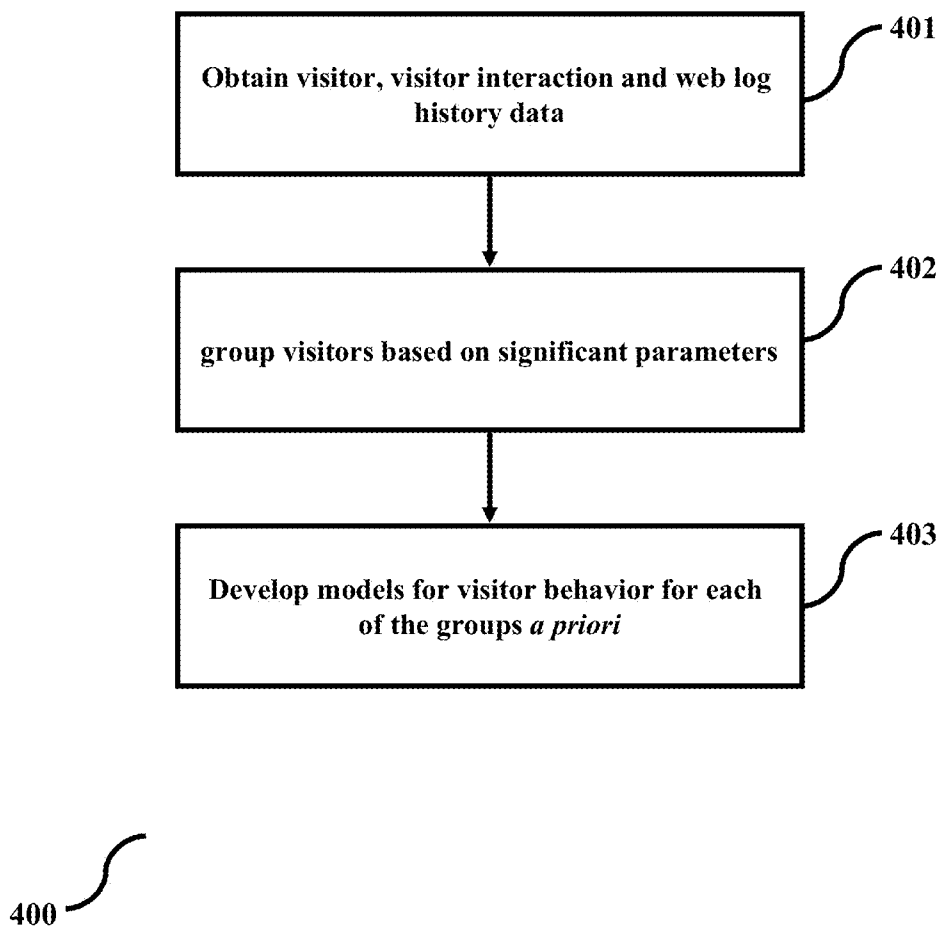 401
Obtain visitor, visitor interaction and web log
history data
402
group visitors based on significant parameters
403
Develop models for visitor behavior for each
of the groups a priori
400